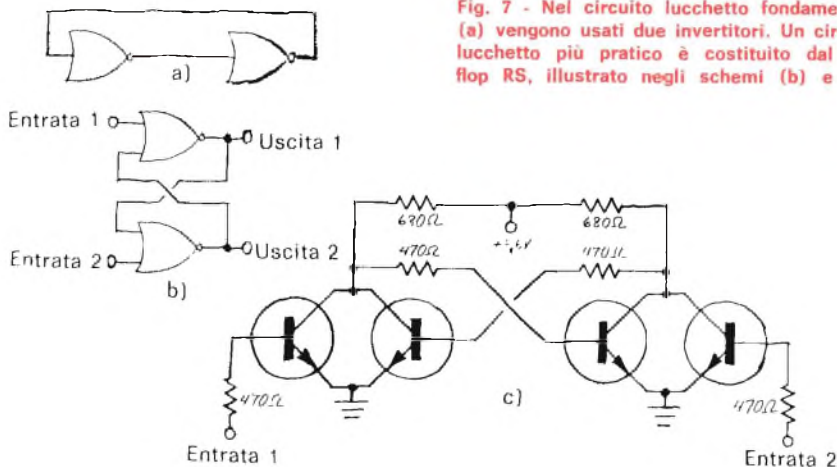 Fig. 7 - Nel circuito lucchetto fondame
(a) vengono usati due invertitori. Un cir
lucchetto più pratico è costituito dal
flop RS, illustrato negli schemi (b) e
a)
Entrata 1
Uscita 1
Entrata 2
Uscita 2
b)
630Ω
680Ω
470Ω
470Ω
470Ω
c)
470Ω
Entrata 1
Entrata 2